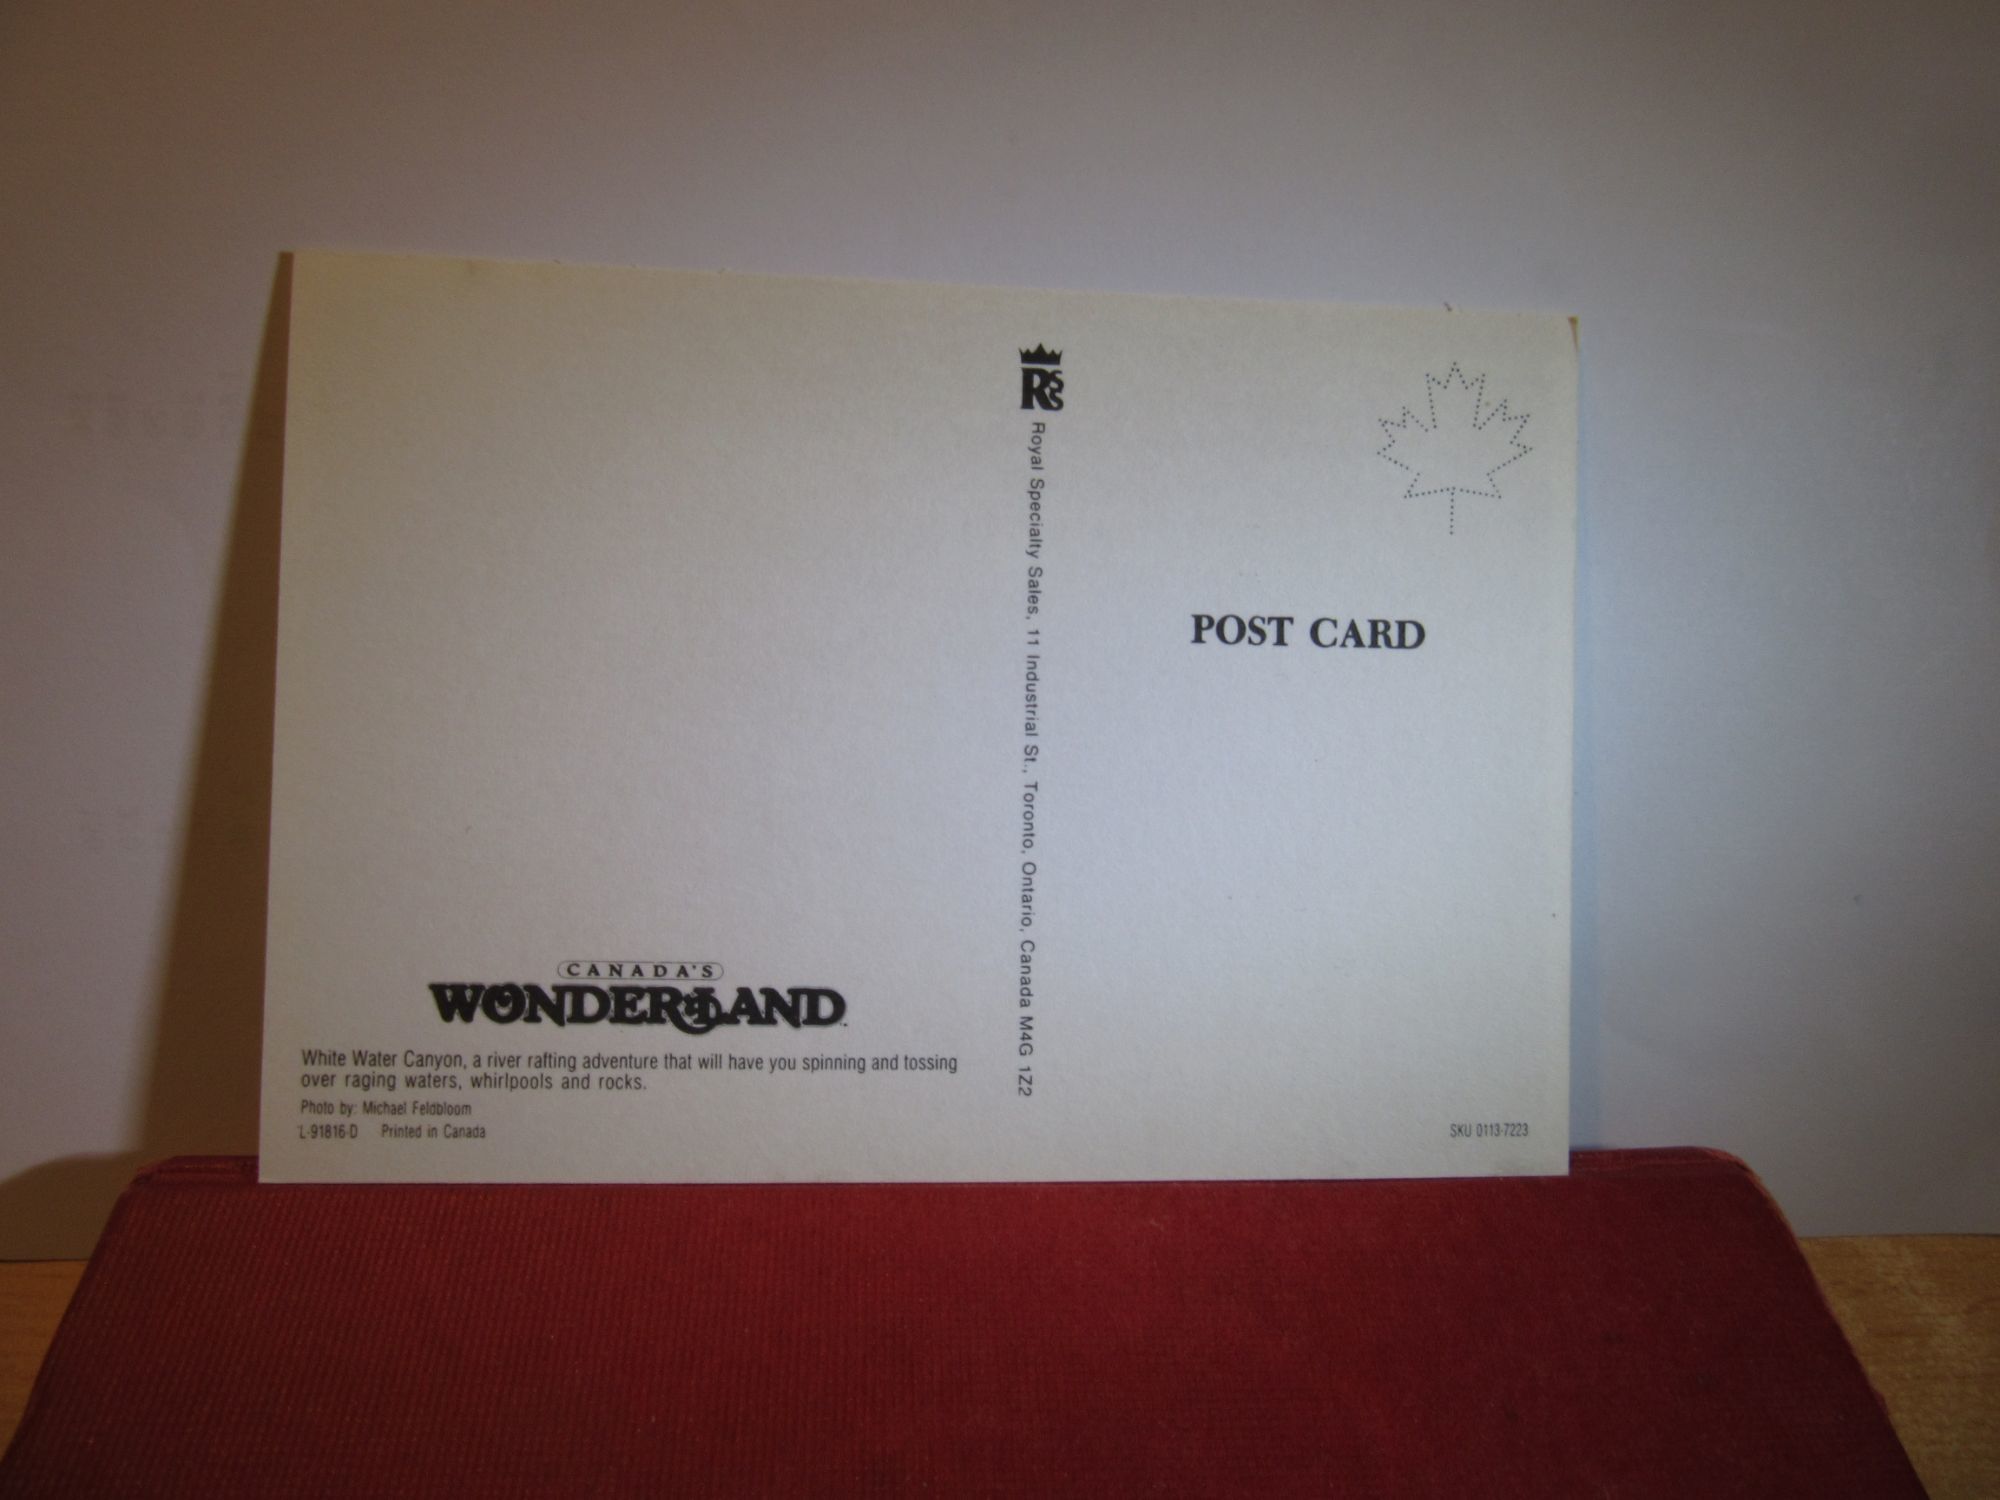 RSS
Royal Specialty Sales, 11 Industrial St., Toronto, Ontario, Canada M4G 1Z2
POST CARD
CANADA'S
WONDERLAND
White Water Canyon, a river rafting adventure that will have you spinning and tossing
over raging waters, whirlpools and rocks.
Photo by: Michael Feldbloom
L-91816-D Printed in Canada
SKU 0113-7223